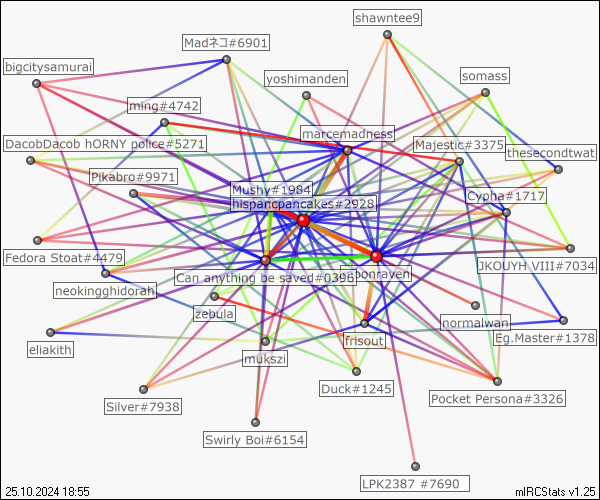 shawntee9
Madネコ#6901
bigcitysamurai
yoshimanden
somass
ming#4742
marcemadness
DacobDacob hORNY police#5271
Majestic#3375
thesecondtwat
Pikabro#9971
Mushy#1984
Cypha#1717
hispancpancakes#2928
Fedora Stoat#4479
JKOUYH VIII#7034
Can anything be saved#0396
neokingghidorah
zebula
normalwan
Eg.Master#1378
frisout
eliakith
mukszi
Duck#1245
Pocket Persona#3326
Silver#7938
Swirly Boi#6154
LPK2387 #7690
25.10.2024 18:55
mIRCStats v1.25